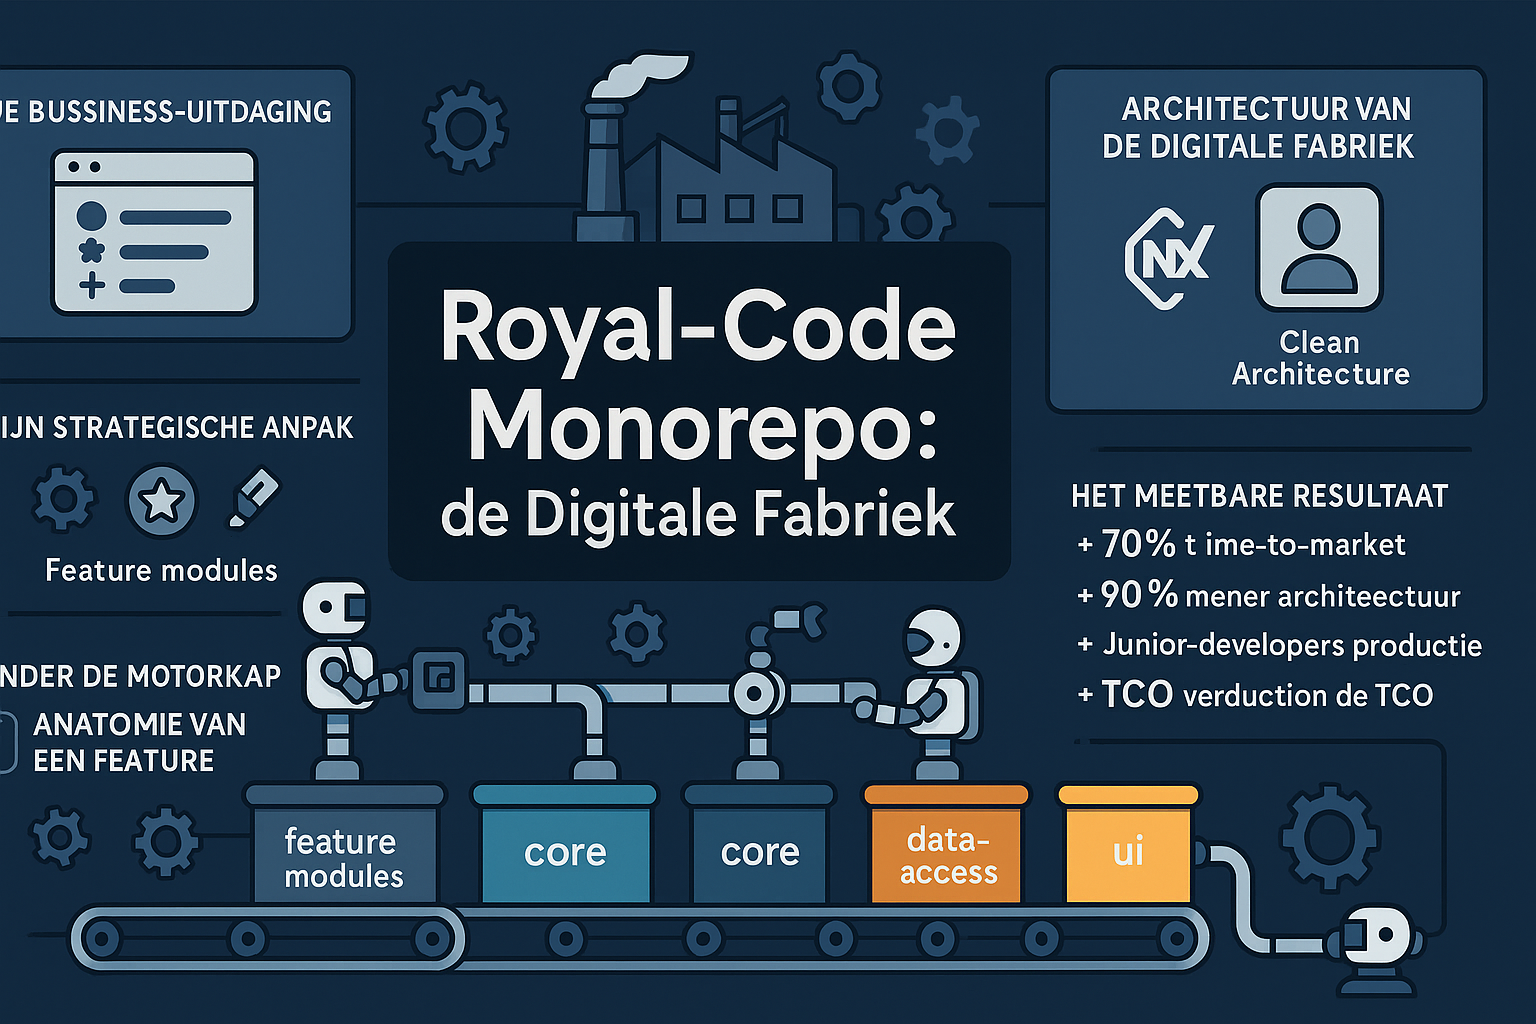 UE BUSSINESS-UITDAGING
IJN STRATEGISCHE ANPAK
Feature modules
NDER DE MOTORKAP
ANATOMIE VAN
EEN FEATURE
Royal-Code
Monorepo:
de Digitale Fabriek
ARCHITECTUUR VAN
DE DIGITALE FABRIEK
NX
Clean
Architecture
HET MEETBARE RESULTAAT
+ 70% t ime-to-market
+ 90% mener architeectuur
+ Junior-developers productie
+ TCO verduction de TCO
feature
modules
core
core
data-
access
ui